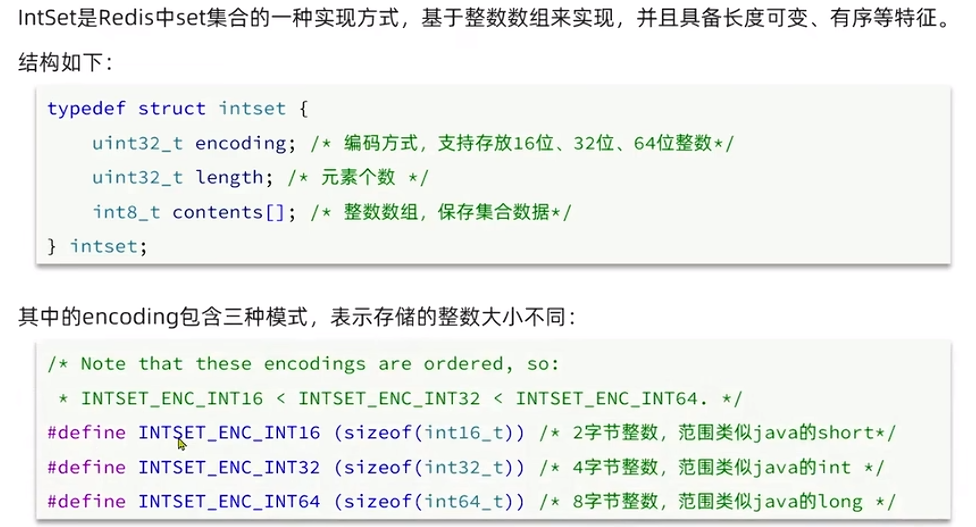 IntSet是Redis中set集合的一种实现方式，基于整数数组来实现，并且具备长度可变、有序等特征。
结构如下：
typedef struct intset {
    uint32_t encoding; /* 编码方式，支持存放16位、32位、64位整数*/
    uint32_t length; /* 元素个数 */
    int8_t contents[]; /* 整数数组，保存集合数据*/
} intset;
其中的encoding包含三种模式，表示存储的整数大小不同：
/* Note that these encodings are ordered, so:
 * INTSET_ENC_INT16 < INTSET_ENC_INT32 < INTSET_ENC_INT64. */
#define INTSET_ENC_INT16 (sizeof(int16_t)) /* 2字节整数，范围类似java的short*/
#define INTSET_ENC_INT32 (sizeof(int32_t)) /* 4字节整数，范围类似java的int */
#define INTSET_ENC_INT64 (sizeof(int64_t)) /* 8字节整数，范围类似java的long */